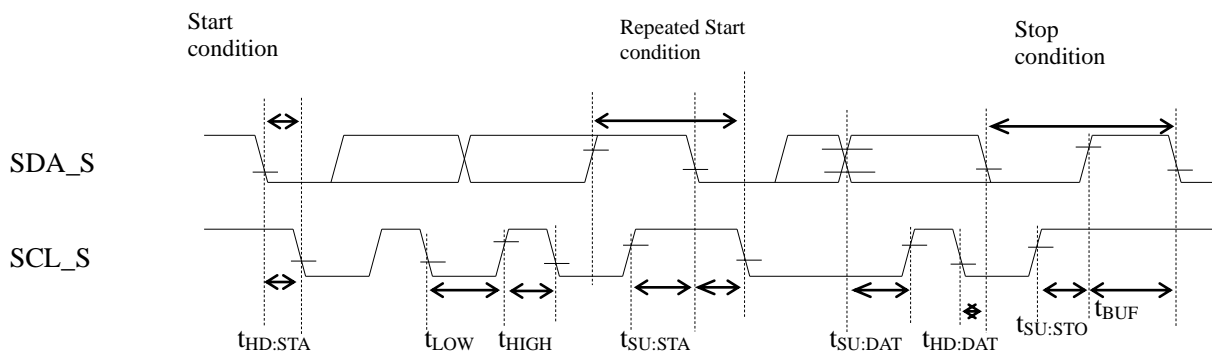 Start
condition
Repeated Start
condition
Stop
condition
SDA_S
SCL_S
tHD:STA
tLOW
tHIGH
tSU:STA
tSU:DAT
tHD:DAT
tSU:STO
tBUF